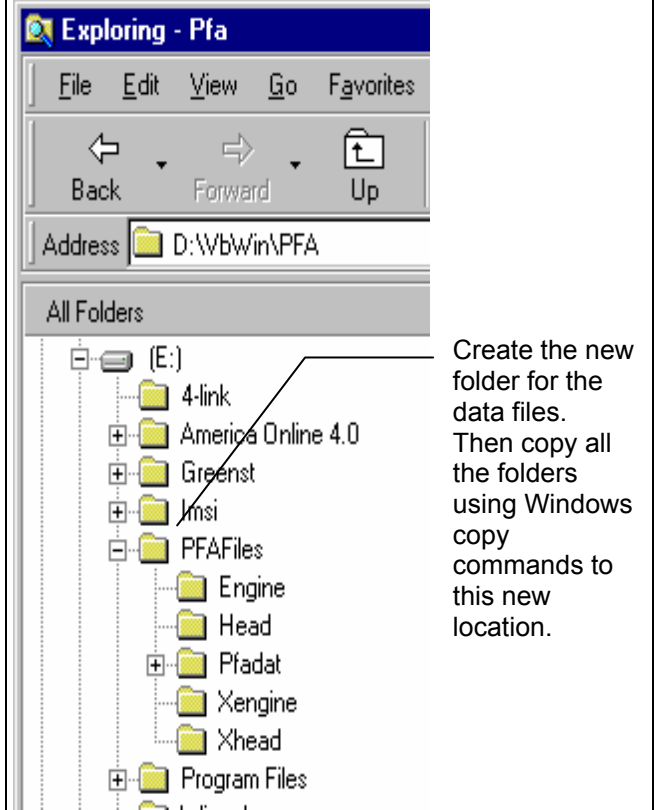 Exploring - Pfa
File Edit View Go Favorites
Back Forward Up
Address D:\VbWin\PFA
All Folders
(E:)
4-link
America Online 4.0
Greenst
Imsi
PFAFiles
Engine
Head
Pfadat
Xengine
Xhead
Program Files
Create the new
folder for the
data files.
Then copy all
the folders
using Windows
copy
commands to
this new
location.